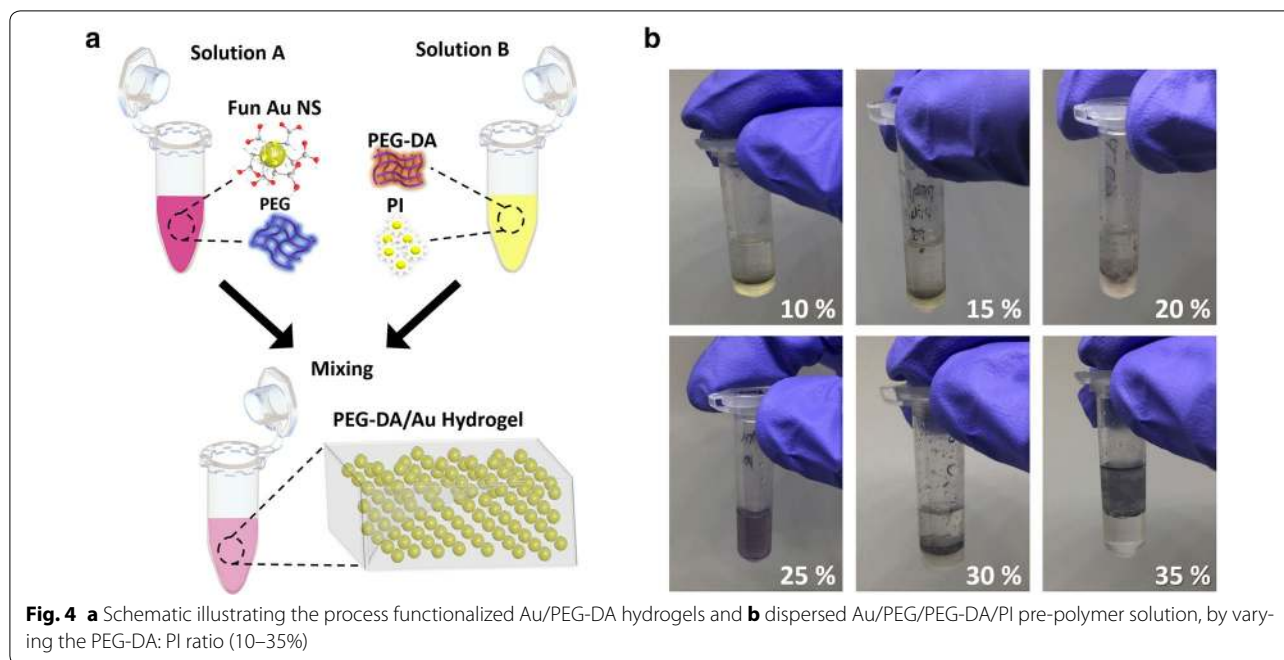 a
Solution A
Solution B
Fun Au NS
PEG-DA
PEG
PI
Mixing
PEG-DA/Au Hydrogel
b
10 %
15 %
20 %
25 %
30 %
35 %
Fig. 4 a Schematic illustrating the process functionalized Au/PEG-DA hydrogels and b dispersed Au/PEG/PEG-DA/PI pre-polymer solution, by vary-
ing the PEG-DA: PI ratio (10–35%)